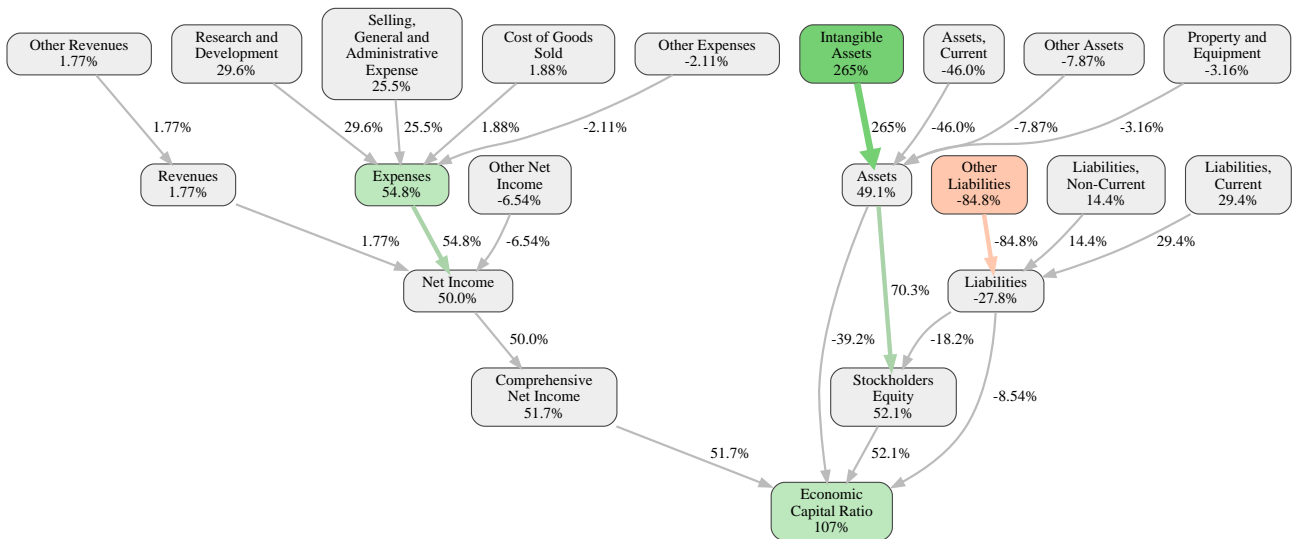 Other Revenues
1.77%
Research and
Development
29.6%
Selling,
General and
Administrative
Expense
25.5%
Cost of Goods
Sold
1.88%
Other Expenses
-2.11%
Intangible
Assets
265%
Assets,
Current
-46.0%
Other Assets
-7.87%
Property and
Equipment
-3.16%
1.77%
29.6%
25.5%
1.88%
-2.11%
265%
-46.0%
-7.87%
-3.16%
Revenues
1.77%
Expenses
54.8%
Other Net
Income
-6.54%
Assets
49.1%
Other
Liabilities
-84.8%
Liabilities,
Non-Current
14.4%
Liabilities,
Current
29.4%
1.77%
54.8%
-6.54%
-84.8%
14.4%
29.4%
Net Income
50.0%
70.3%
Liabilities
-27.8%
50.0%
-39.2%
-18.2%
Comprehensive
Net Income
51.7%
Stockholders
Equity
52.1%
-8.54%
51.7%
52.1%
Economic
Capital Ratio
107%